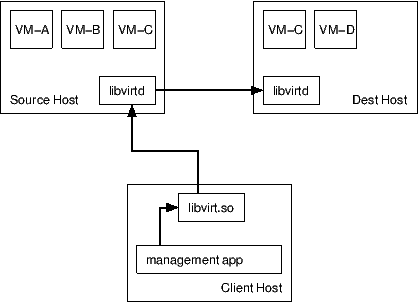 VM-A VM-B VM-C
VM-C VM-D
libvirtd
libvirtd
Source Host
Dest Host
libvirt.so
management app
Client Host